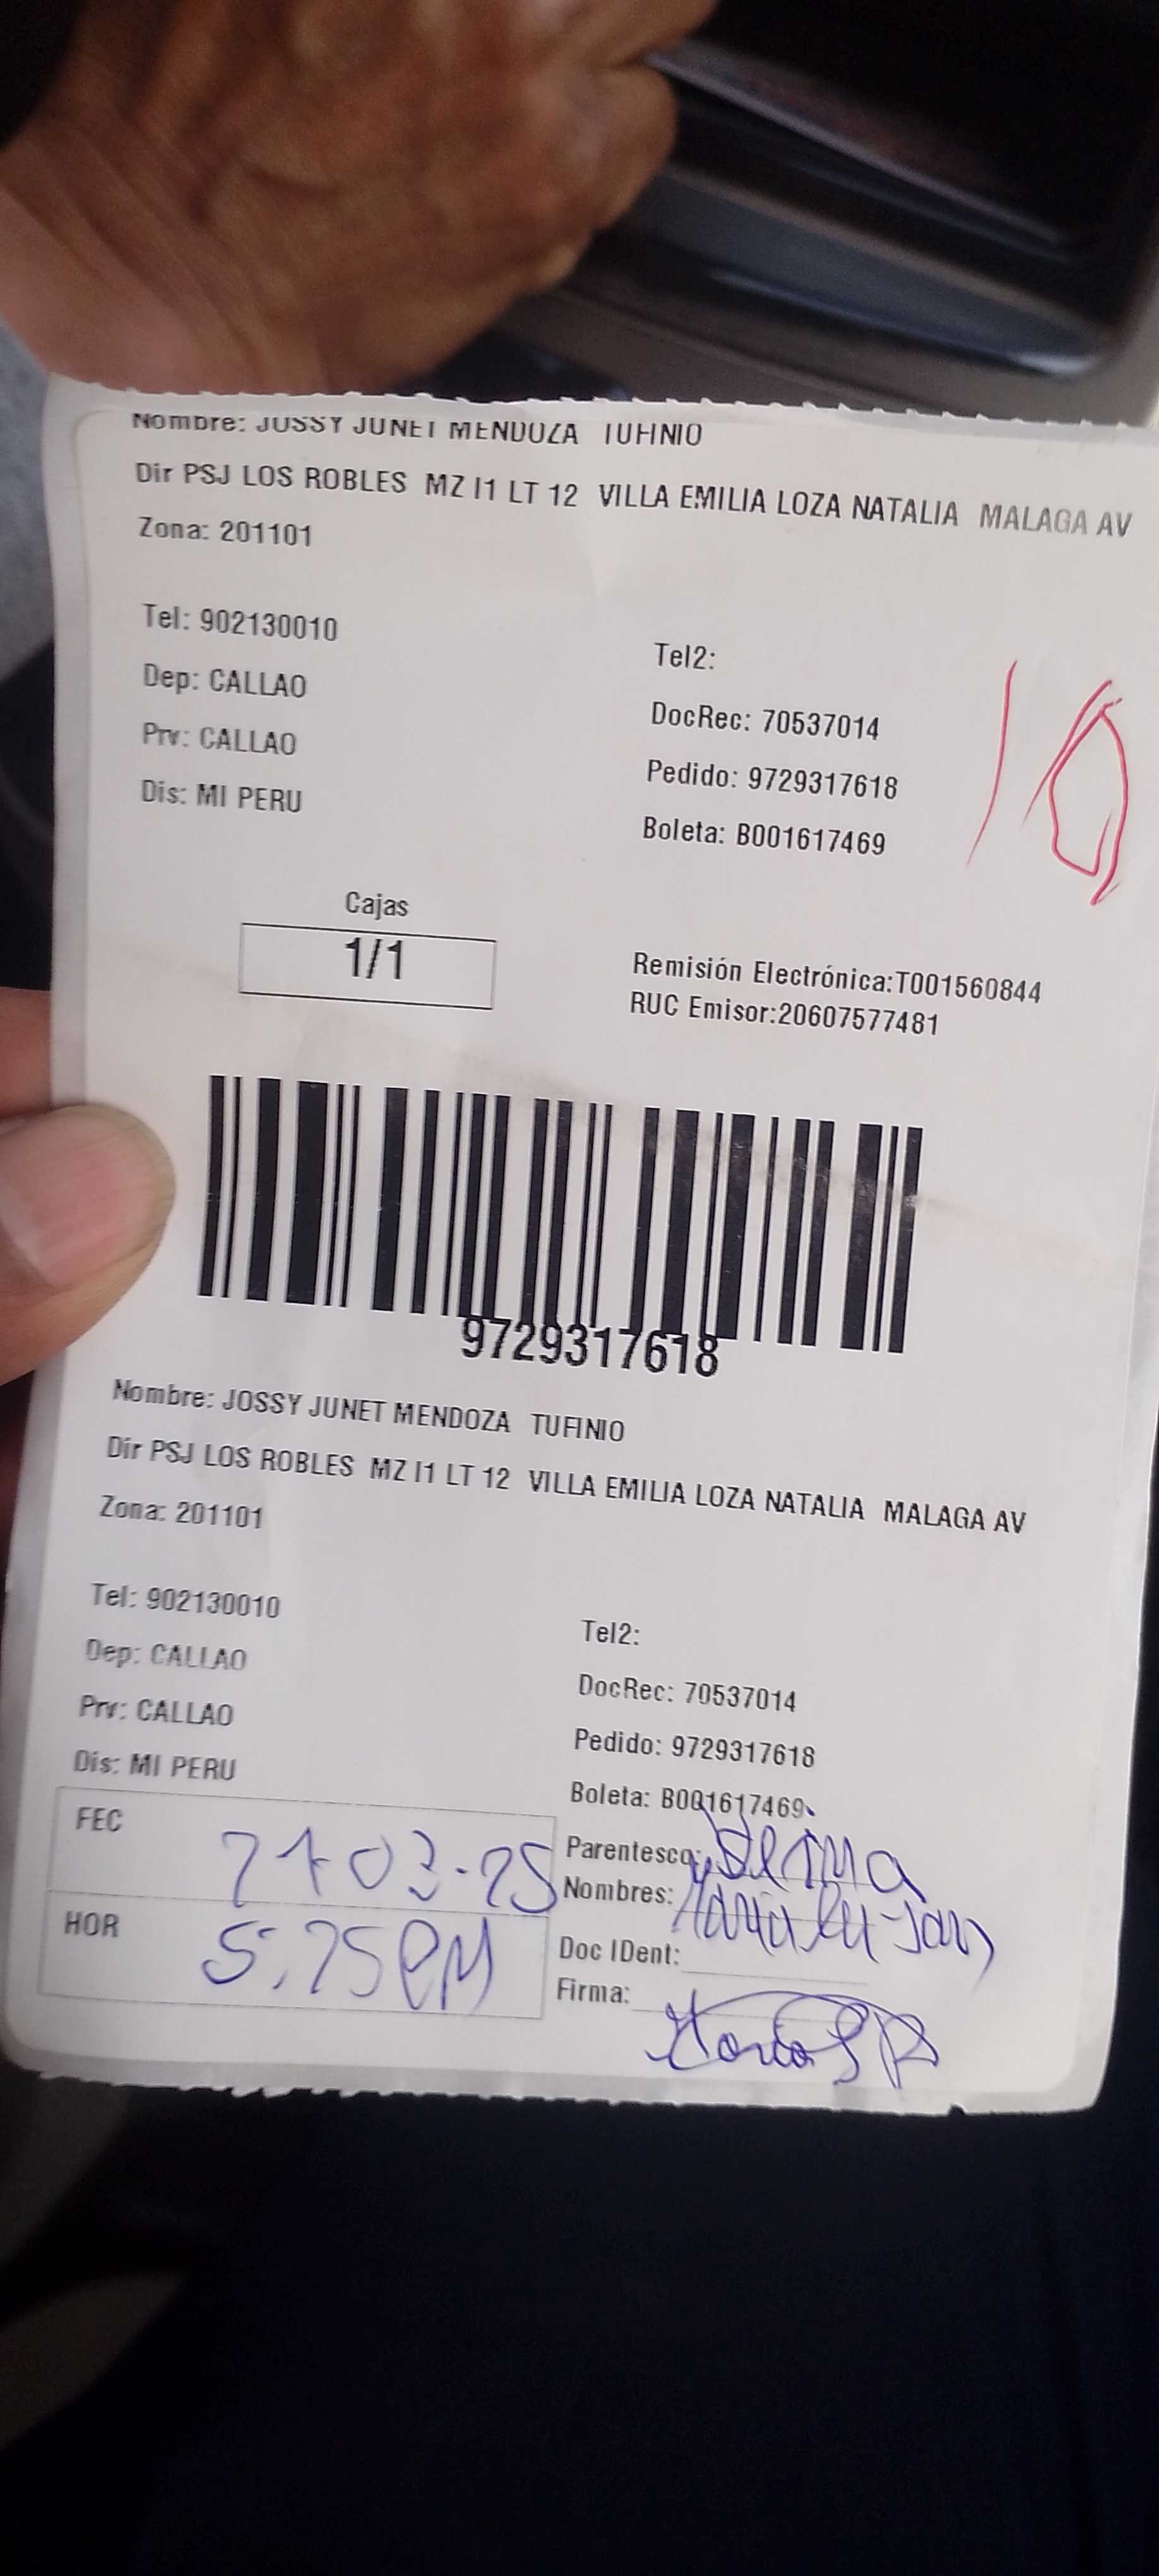 Nombre: JOSSY JUNET MENDOZA TUFINIO
Dir PSJ LOS ROBLES MZ I1 LT 12 VILLA EMILIA LOZA NATALIA MALAGA AV
Zona: 201101
Tel: 902130010
Tel2:
Dep: CALLAO
DocRec: 70537014
Prv: CALLAO
Pedido: 9729317618
Dis: MI PERU
Boleta: B001617469
10
Cajas
1/1
Remisión Electrónica:T001560844
RUC Emisor:20607577481
9729317618
Nombre: JOSSY JUNET MENDOZA TUFINIO
Dir PSJ LOS ROBLES MZ I1 LT 12 VILLA EMILIA LOZA NATALIA MALAGA AV
Zona: 201101
Tel: 902130010
Tel2:
Dep: CALLAO
DocRec: 70537014
Prv: CALLAO
Pedido: 9729317618
Dis: MI PERU
Boleta: B001617469
FEC
Parentesco:
Nombres:
HOR 5:25 PM
Doc IDent:
Firma: